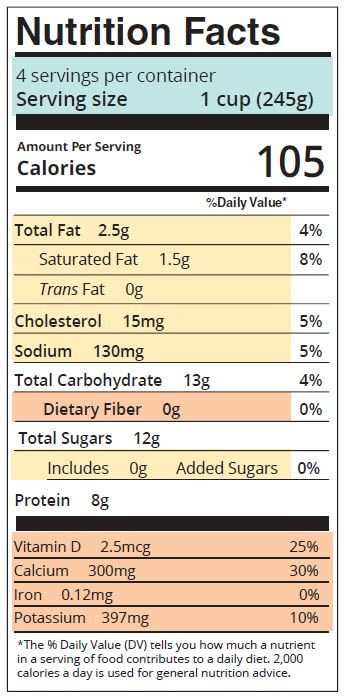 Nutrition Facts
4 servings per container
Serving size 1 cup (245g)
Amount Per Serving
Calories 105
%Daily Value*
Total Fat 2.5g 4%
Saturated Fat 1.5g 8%
Trans Fat 0g
Cholesterol 15mg 5%
Sodium 130mg 5%
Total Carbohydrate 13g 4%
Dietary Fiber 0g 0%
Total Sugars 12g
Includes 0g Added Sugars 0%
Protein 8g
Vitamin D 2.5mcg 25%
Calcium 300mg 30%
Iron 0.12mg 0%
Potassium 397mg 10%
*The % Daily Value (DV) tells you how much a nutrient
in a serving of food contributes to a daily diet. 2,000
calories a day is used for general nutrition advice.